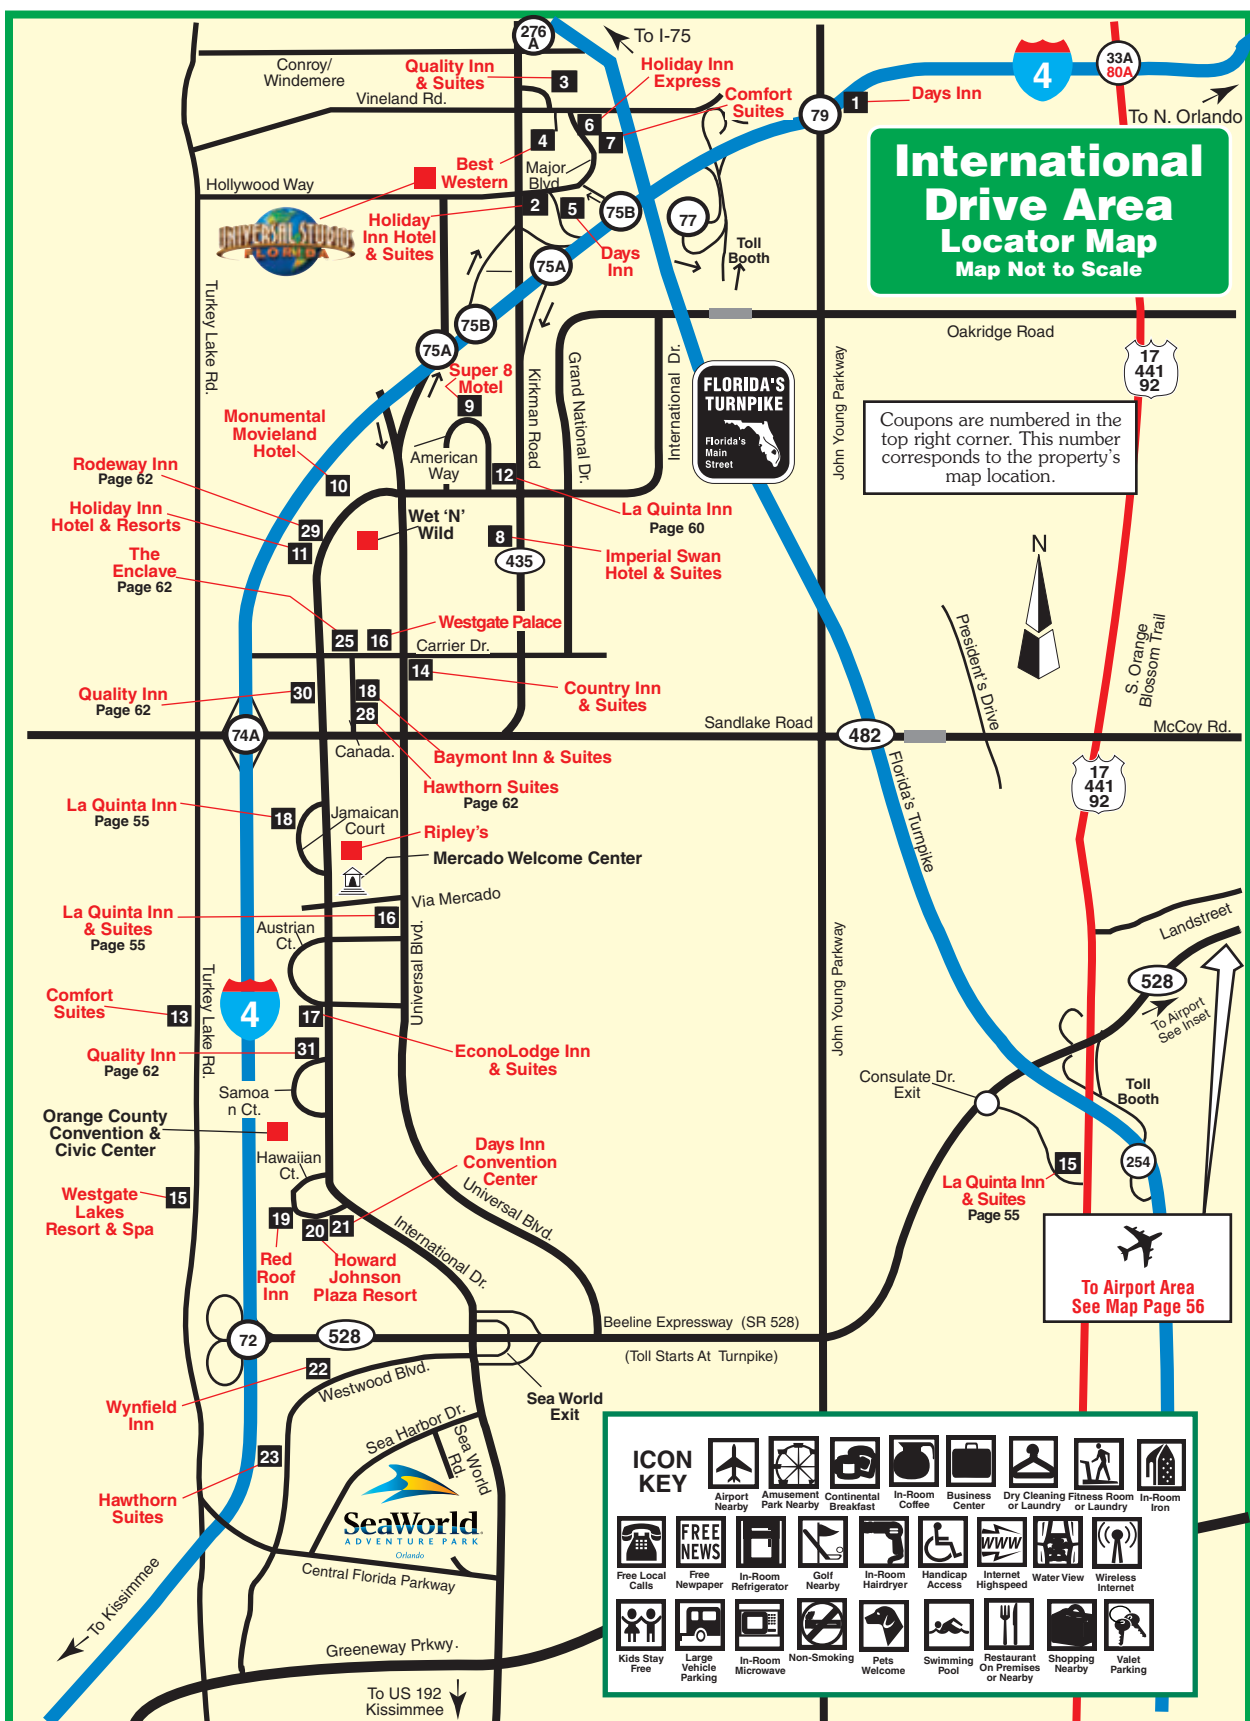 International
Drive Area
Locator Map
Map Not to Scale
276
A
To I-75
Conroy/
Windemere
Quality Inn
& Suites
3
Holiday Inn
Express
Comfort
Suites
Vineland Rd.
6
7
4
Best
Western
Major
Blvd.
79
1
Days Inn
4
33A
80A
To N. Orlando
Hollywood Way
UNIVERSAL STUDIOS
FLORIDA
Holiday
Inn Hotel
& Suites
2
5
75B
77
Days
Inn
Toll
Booth
75A
75B
75A
Turkey Lake Rd.
Oakridge Road
17
441
92
Super 8
Motel
9
Kirkman Road
Grand National Dr.
International Dr.
FLORIDA'S
TURNPIKE
Florida's
Main
Street
John Young Parkway
Coupons are numbered in the
top right corner. This number
corresponds to the property's
map location.
Monumental
Movieland
Hotel
10
American
Way
12
La Quinta Inn
Page 60
Rodeway Inn
Page 62
29
Holiday Inn
Hotel & Resorts
11
Wet 'N'
Wild
8
435
Imperial Swan
Hotel & Suites
The
Enclave
Page 62
25
16
Westgate Palace
Carrier Dr.
14
Country Inn
& Suites
N
President's Drive
S. Orange
Blossom Trail
Quality Inn
Page 62
30
18
28
74A
Canada.
Sandlake Road
482
McCoy Rd.
Baymont Inn & Suites
Hawthorn Suites
Page 62
17
441
92
Florida's Turnpike
La Quinta Inn
Page 55
18
Jamaican
Court
Ripley's
Mercado Welcome Center
Via Mercado
La Quinta Inn
& Suites
Page 55
16
Austrian
Ct.
Universal Blvd.
Turkey Lake Rd.
John Young Parkway
Landstreet
528
To Airport
See Inset
Comfort
Suites
13
4
17
EconoLodge Inn
& Suites
Quality Inn
Page 62
31
Samoa
n Ct.
Consulate Dr.
Exit
Toll
Booth
Orange County
Convention &
Civic Center
Hawaiian
Ct.
Days Inn
Convention
Center
Universal Blvd.
15
254
La Quinta Inn
& Suites
Page 55
Westgate
Lakes
Resort & Spa
15
19
20
21
Red
Roof
Inn
Howard
Johnson
Plaza Resort
International Dr.
To Airport Area
See Map Page 56
72
528
Beeline Expressway (SR 528)
(Toll Starts At Turnpike)
22
Westwood Blvd.
Sea World
Exit
Wynfield
Inn
Sea Harbor Dr.
Sea World
Rd.
23
Hawthorn
Suites
SeaWorld
ADVENTURE PARK
Orlando
Central Florida Parkway
To Kissimmee
Greeneway Prkwy.
To US 192
Kissimmee
ICON
KEY
Airport
Nearby
Amusement
Park Nearby
Continental
Breakfast
In-Room
Coffee
Business
Center
Dry Cleaning
or Laundry
Fitness Room
or Laundry
In-Room
Iron
Free Local
Calls
FREE
NEWS
Free
Newpaper
In-Room
Refrigerator
Golf
Nearby
In-Room
Hairdryer
Handicap
Access
WWW
Internet
Highspeed
Water View
Wireless
Internet
Kids Stay
Free
Large
Vehicle
Parking
In-Room
Microwave
Non-Smoking
Pets
Welcome
Swimming
Pool
Restaurant
On Premises
or Nearby
Shopping
Nearby
Valet
Parking